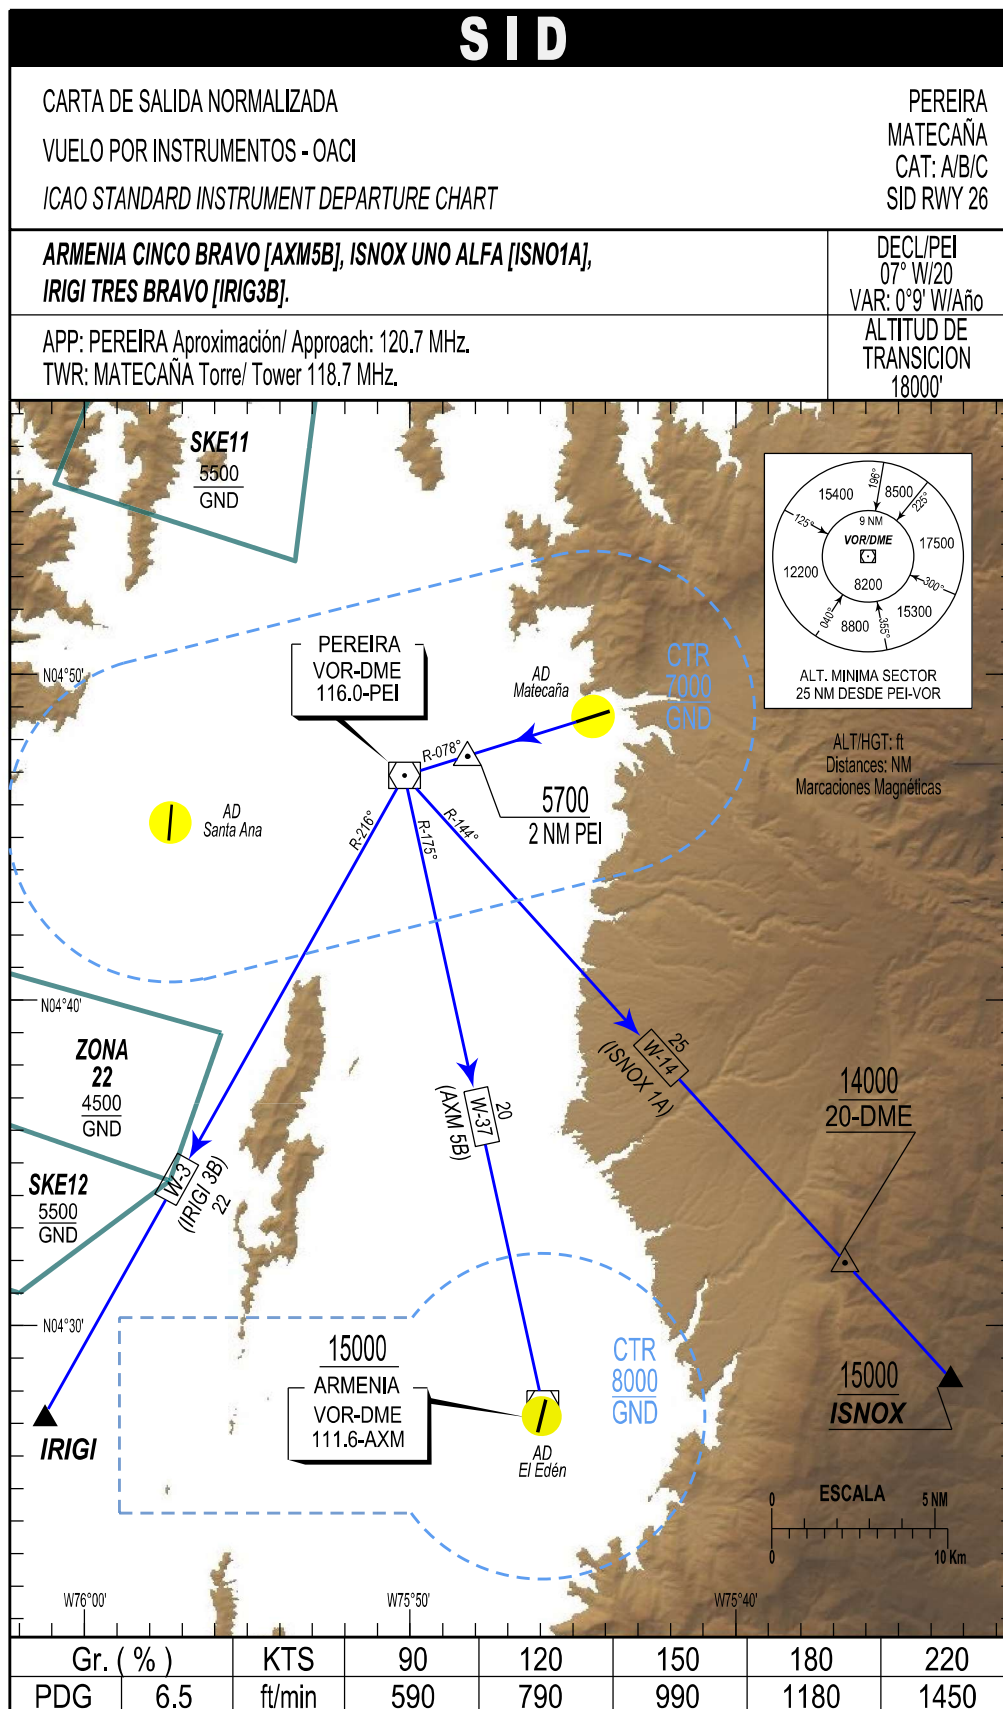 SID
CARTA DE SALIDA NORMALIZADA
VUELO POR INSTRUMENTOS - OACI
ICAO STANDARD INSTRUMENT DEPARTURE CHART
PEREIRA
MATECAÑA
CAT: A/B/C
SID RWY 26
ARMENIA CINCO BRAVO [AXM5B], ISNOX UNO ALFA [ISNO1A],
IRIGI TRES BRAVO [IRIG3B].
DECL/PEI
07° W/20
VAR: 0°9' W/Año
APP: PEREIRA Aproximación/ Approach: 120.7 MHz.
TWR: MATECAÑA Torre/ Tower 118.7 MHz.
ALTITUD DE
TRANSICION
18000'
SKE11
5500
GND
15400
196°
8500
225°
125°
9 NM
VOR/DME
17500
12200
8200
300°
15300
040°
8800
355°
ALT. MINIMA SECTOR
25 NM DESDE PEI-VOR
PEREIRA
VOR-DME
116.0-PEI
N04°50'
AD
Matecaña
CTR
7000
GND
ALT/HGT: ft
Distances: NM
Marcaciones Magnéticas
R-078°
5700
2 NM PEI
AD
Santa Ana
R-216°
R-175°
R-144°
N04°40'
ZONA
22
4500
GND
25
W-14
(ISNOX 1A)
14000
20-DME
20
W-37
(AXM 5B)
SKE12
5500
GND
W-3
(IRIGI 3B)
22
N04°30'
15000
ARMENIA
VOR-DME
111.6-AXM
CTR
8000
GND
15000
ISNOX
IRIGI
AD
El Edén
ESCALA
0
5 NM
0
10 Km
W76°00'
W75°50'
W75°40'
Gr. ( % ) KTS 90 120 150 180 220
PDG 6.5 ft/min 590 790 990 1180 1450